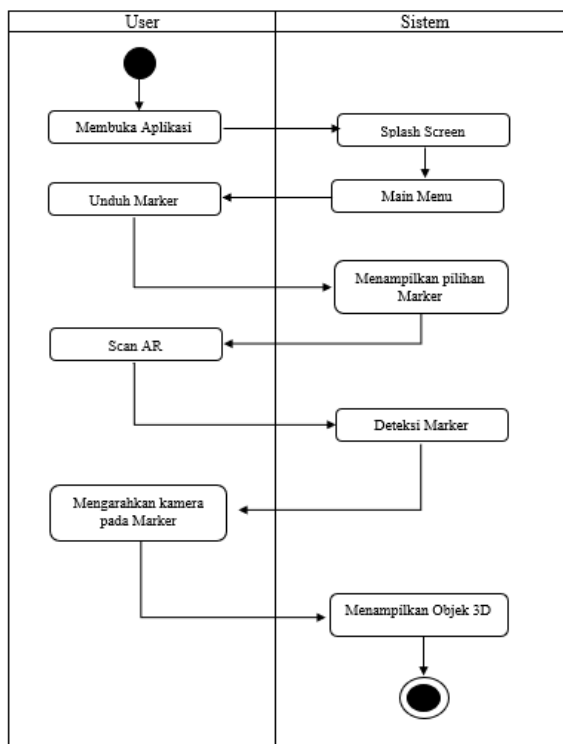 User
Sistem
Membuka Aplikasi
Splash Screen
Main Menu
Unduh Marker
Menampilkan pilihan
Marker
Scan AR
Deteksi Marker
Mengarahkan kamera
pada Marker
Menampilkan Objek 3D